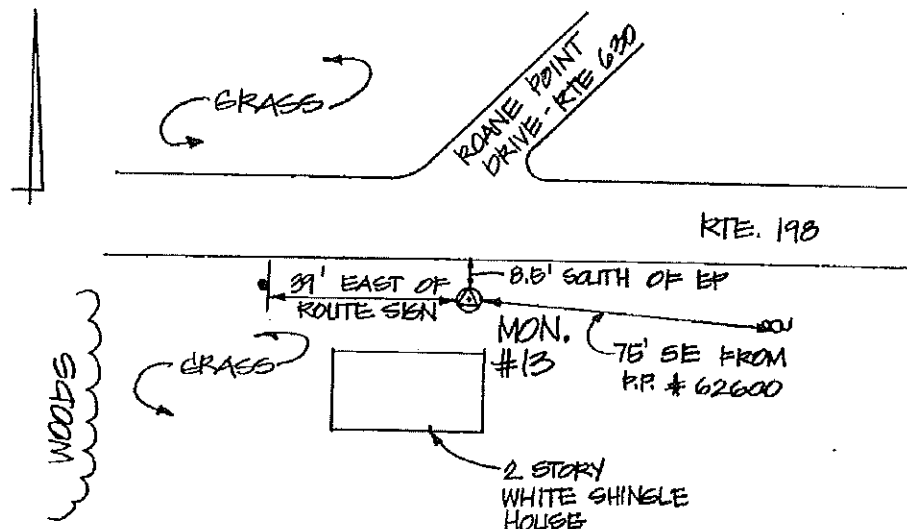 GRASS
ROANE POINT
DRIVE - RTE 630
RTE. 198
39' EAST OF
ROUTE SIGN
8.5' SOUTH OF EP
MON.
#13
75' SE FROM
P.P. # 62600
GRASS
WOODS
2 STORY
WHITE SHINGLE
HOUSE